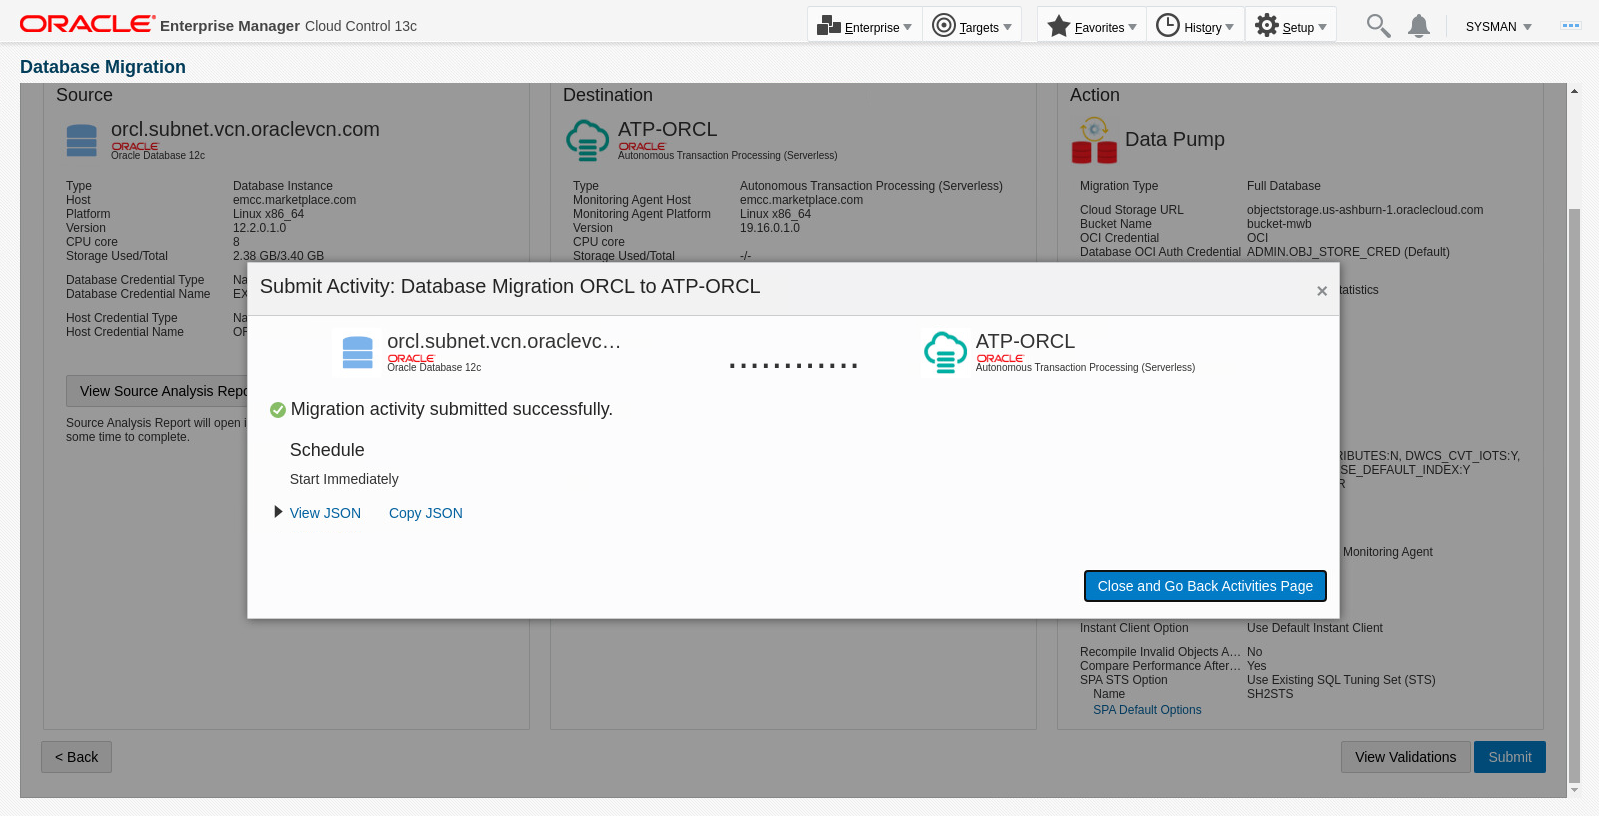 ORACLE Enterprise Manager Cloud Control 13c
Enterprise
Targets
Favorites
History
Setup
SYSMAN
Database Migration
Source
orcl.subnet.vcn.oraclevcn.com
ORACLE
Oracle Database 12c
Type Database Instance
Host emcc.marketplace.com
Platform Linux x86_64
Version 12.2.0.1.0
CPU core 8
Storage Used/Total 2.38 GB/3.40 GB
Database Credential Type Na
Database Credential Name EX
Host Credential Type Na
Host Credential Name
View Source Analysis Repo
Source Analysis Report will open i
some time to complete.
Destination
ATP-ORCL
ORACLE
Autonomous Transaction Processing (Serverless)
Type Autonomous Transaction Processing (Serverless)
Monitoring Agent Host emcc.marketplace.com
Monitoring Agent Platform Linux x86_64
Version 19.16.0.1.0
CPU core
Storage Used/Total -/-
Action
Data Pump
Migration Type Full Database
Cloud Storage URL objectstorage.us-ashburn-1.oraclecloud.com
Bucket Name bucket-mwb
OCI Credential OCI
Database OCI Auth Credential ADMIN.OBJ_STORE_CRED (Default)
tatistics
RIBUTES:N, DWCS_CVT_IOTS:Y,
SE_DEFAULT_INDEX:Y
R
Monitoring Agent
Instant Client Option Use Default Instant Client
Recompile Invalid Objects A… No
Compare Performance After… Yes
SPA STS Option Use Existing SQL Tuning Set (STS)
Name SH2STS
SPA Default Options
Submit Activity: Database Migration ORCL to ATP-ORCL
×
orcl.subnet.vcn.oraclevc…
ORACLE
Oracle Database 12c
............
ATP-ORCL
ORACLE
Autonomous Transaction Processing (Serverless)
Migration activity submitted successfully.
Schedule
Start Immediately
View JSON Copy JSON
Close and Go Back Activities Page
< Back
View Validations
Submit